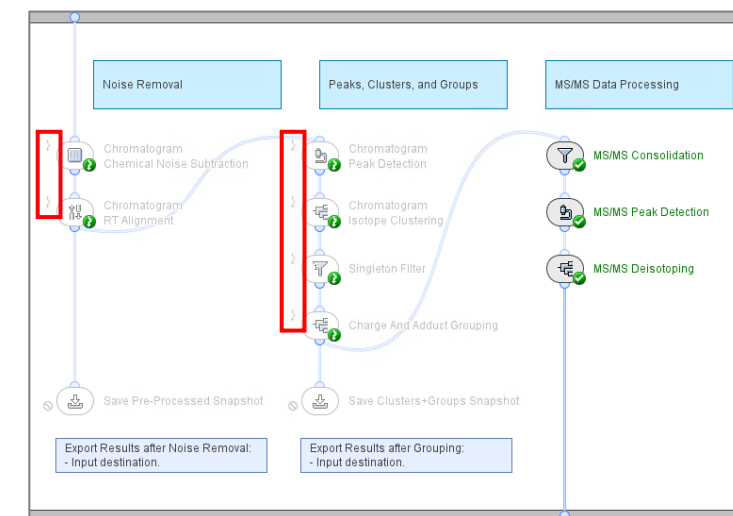 Noise Removal
Peaks, Clusters, and Groups
MS/MS Data Processing
Chromatogram
Chemical Noise Subtraction
Chromatogram
RT Alignment
Chromatogram
Peak Detection
Chromatogram
Isotope Clustering
Singleton Filter
Charge And Adduct Grouping
MS/MS Consolidation
MS/MS Peak Detection
MS/MS Deisotoping
Save Pre-Processed Snapshot
Save Clusters+Groups Snapshot
Export Results after Noise Removal:
- Input destination.
Export Results after Grouping:
- Input destination.